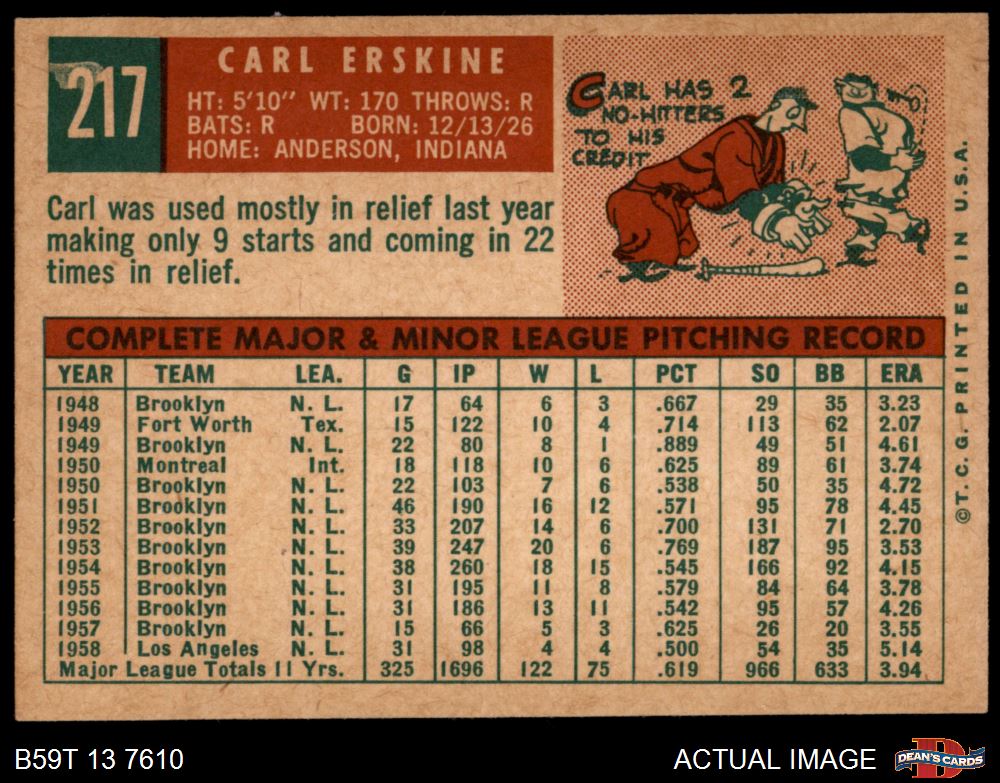 217
CARL ERSKINE
HT: 5'10" WT: 170 THROWS: R
BATS: R BORN: 12/13/26
HOME: ANDERSON, INDIANA
CARL HAS 2
NO-HITTERS
TO HIS
CREDIT
Carl was used mostly in relief last year
making only 9 starts and coming in 22
times in relief.
COMPLETE MAJOR & MINOR LEAGUE PITCHING RECORD
YEAR TEAM LEA. G IP W L PCT SO BB ERA
1948 Brooklyn N. L. 17 64 6 3 .667 29 35 3.23
1949 Fort Worth Tex. 15 122 10 4 .714 113 62 2.07
1949 Brooklyn N. L. 22 80 8 1 .889 49 51 4.61
1950 Montreal Int. 18 118 10 6 .625 89 61 3.74
1950 Brooklyn N. L. 22 103 7 6 .538 50 35 4.72
1951 Brooklyn N. L. 46 190 16 12 .571 95 78 4.45
1952 Brooklyn N. L. 33 207 14 6 .700 131 71 2.70
1953 Brooklyn N. L. 39 247 20 6 .769 187 95 3.53
1954 Brooklyn N. L. 38 260 18 15 .545 166 92 4.15
1955 Brooklyn N. L. 31 195 11 8 .579 84 64 3.78
1956 Brooklyn N. L. 31 186 13 11 .542 95 57 4.26
1957 Brooklyn N. L. 15 66 5 3 .625 26 20 3.55
1958 Los Angeles N. L. 31 98 4 4 .500 54 35 5.14
Major League Totals 11 Yrs. 325 1696 122 75 .619 966 633 3.94
©T. C. G. PRINTED IN U.S.A.
B59T 13 7610
ACTUAL IMAGE
D
DEAN'S CARDS